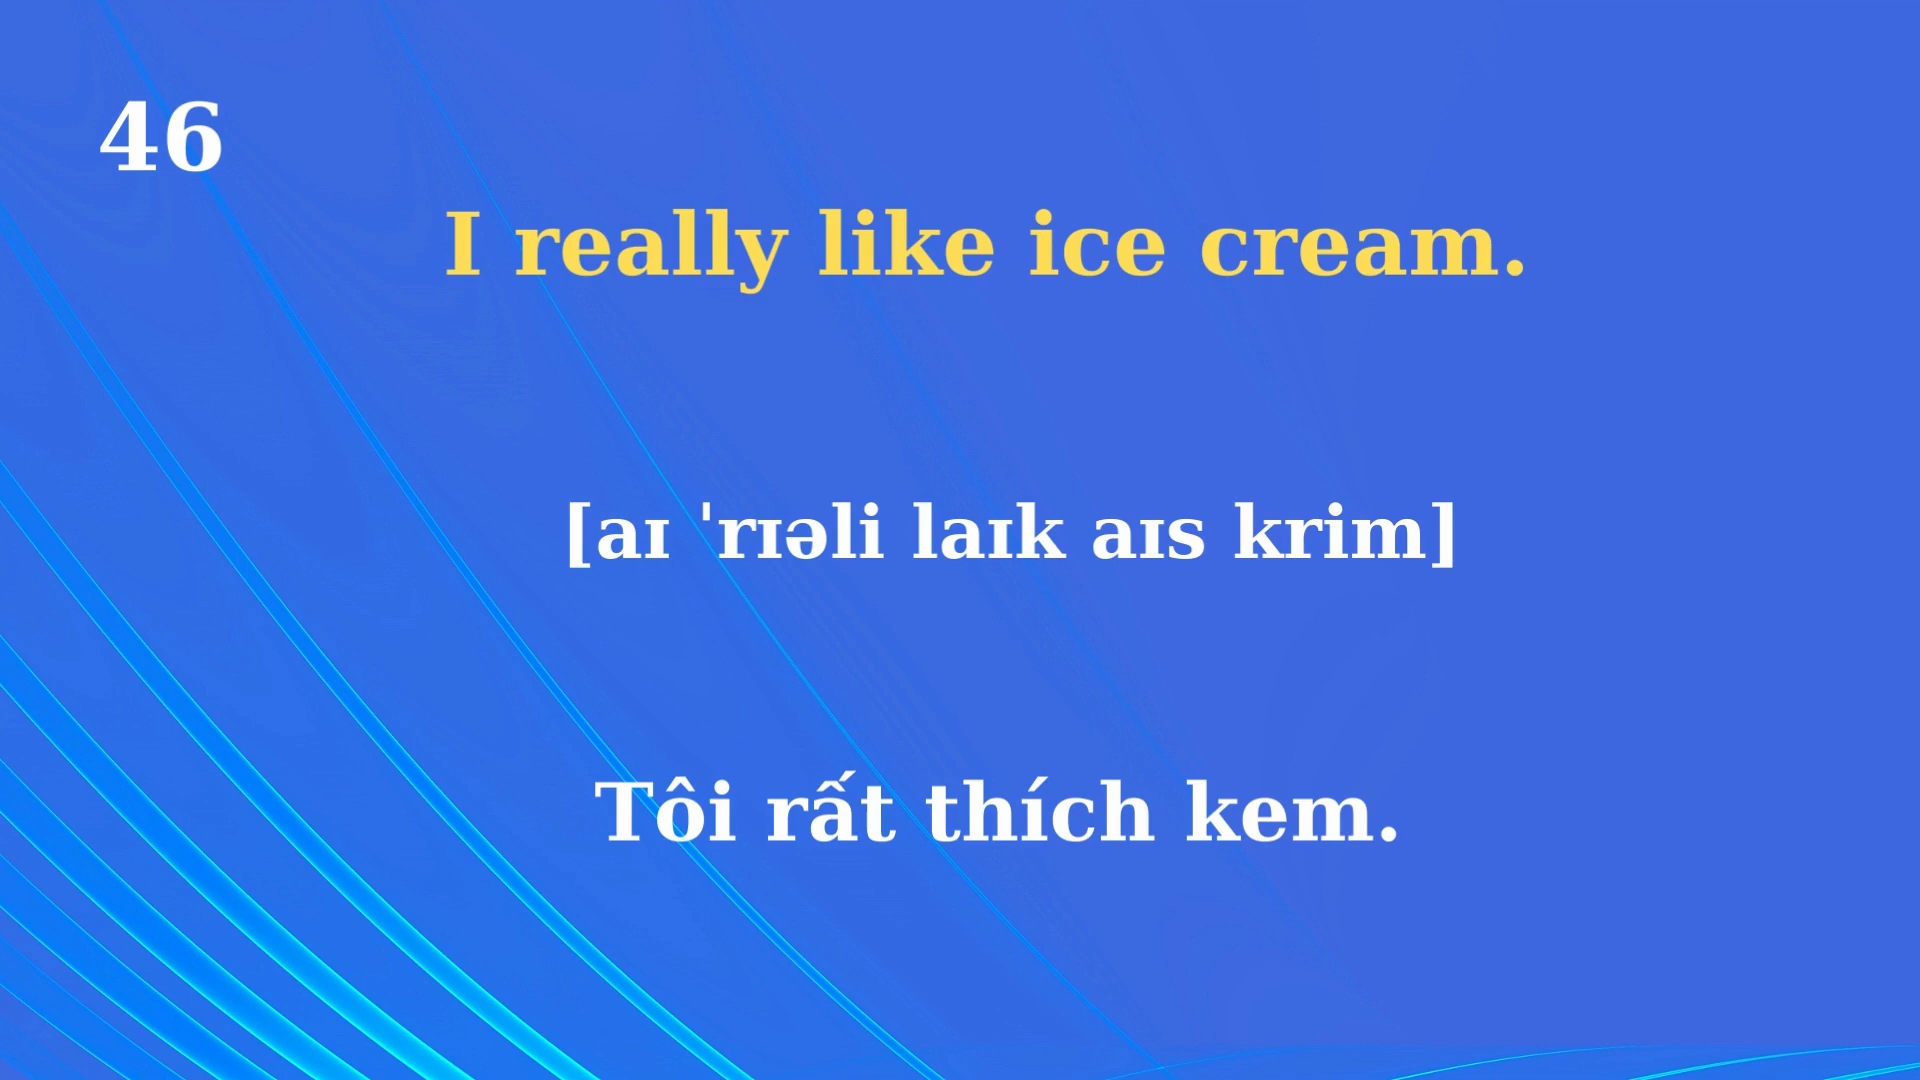 46
I really like ice cream.
[aɪ ˈrɪəli laɪk aɪs krim]
Tôi rất thích kem.